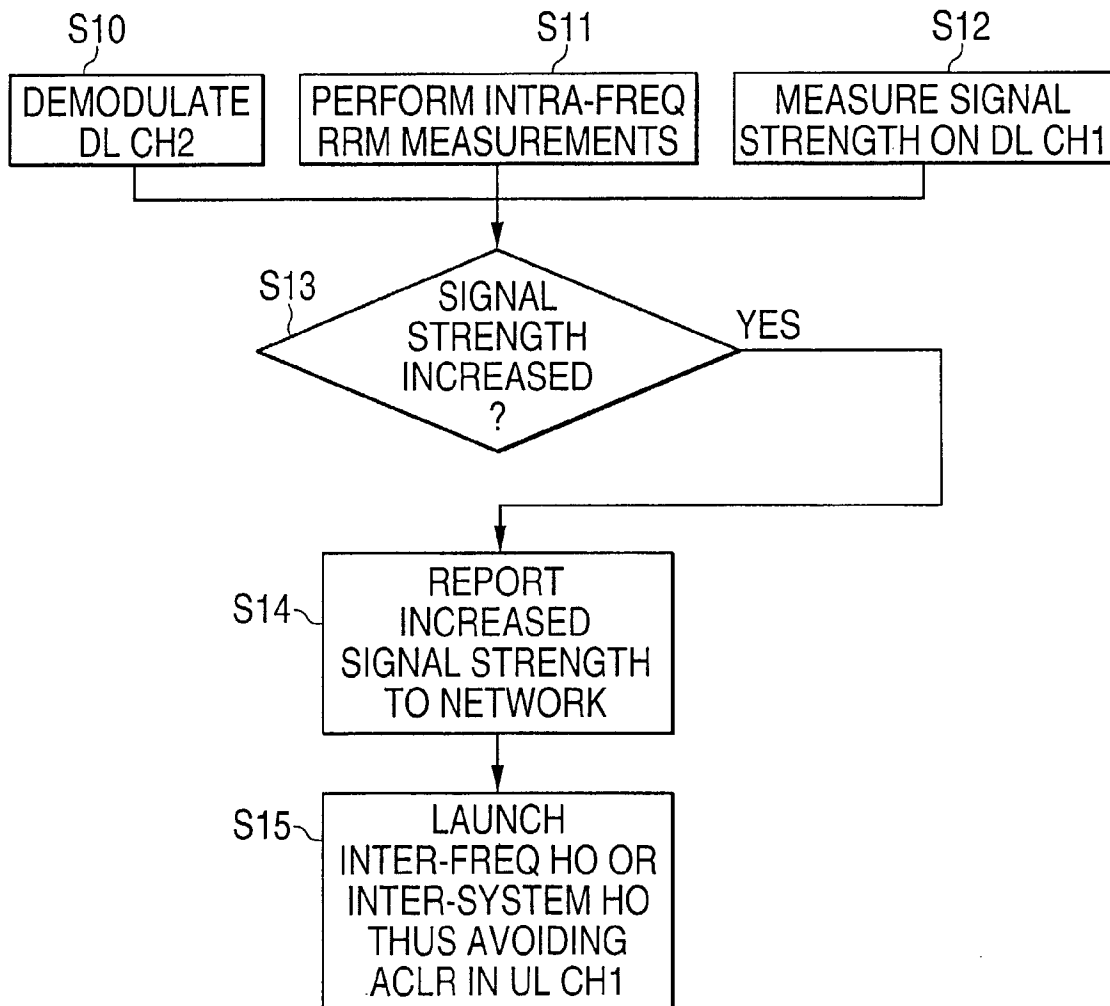 S10
S11
S12
DEMODULATE
DL CH2
PERFORM INTRA-FREQ
RRM MEASUREMENTS
MEASURE SIGNAL
STRENGTH ON DL CH1
S13
SIGNAL
STRENGTH
INCREASED
?
YES
S14
REPORT
INCREASED
SIGNAL STRENGTH
TO NETWORK
S15
LAUNCH
INTER-FREQ HO OR
INTER-SYSTEM HO
THUS AVOIDING
ACLR IN UL CH1